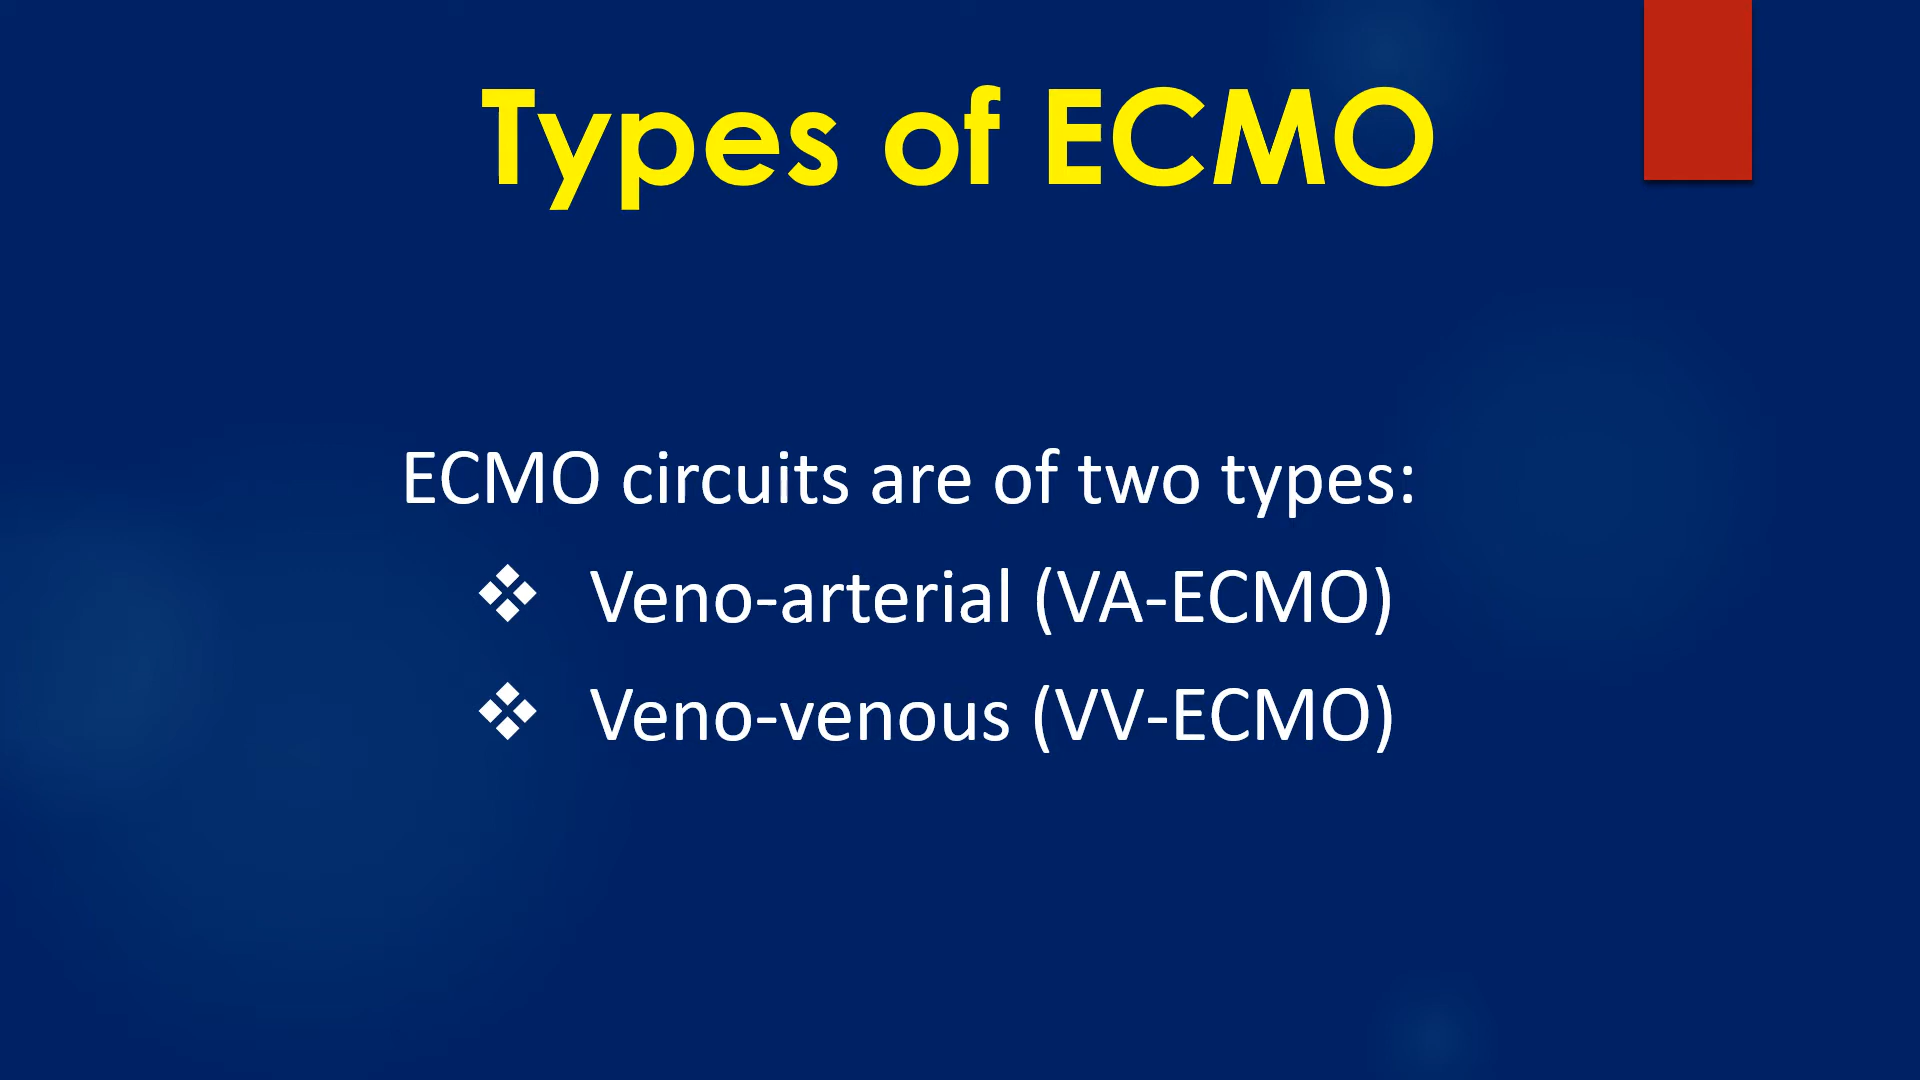 Types of ECMO
ECMO circuits are of two types:
❖ Veno-arterial (VA-ECMO)
❖ Veno-venous (VV-ECMO)